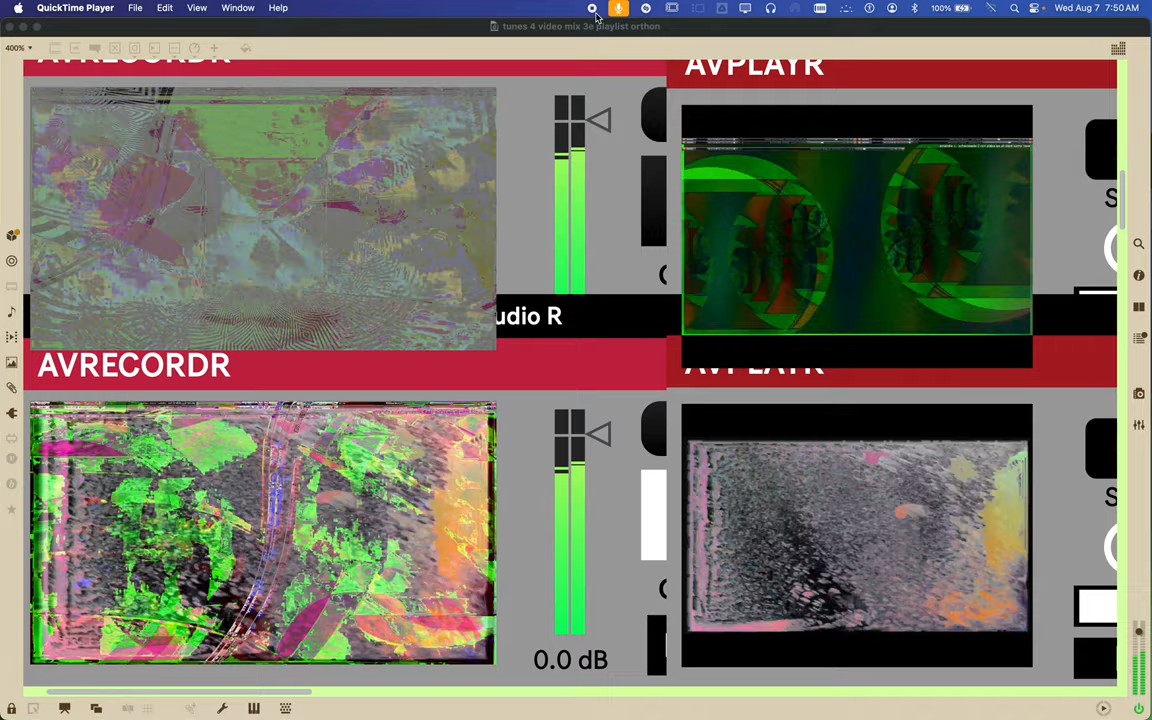 QuickTime Player File Edit View Window Help 100% Wed Aug 7 7:50 AM
tunes 4 video mix 3e playlist orthon
400%
AVRECORDR
AVPLAYR
S
udio R
AVRECORDR
AVPLAYR
S
0.0 dB